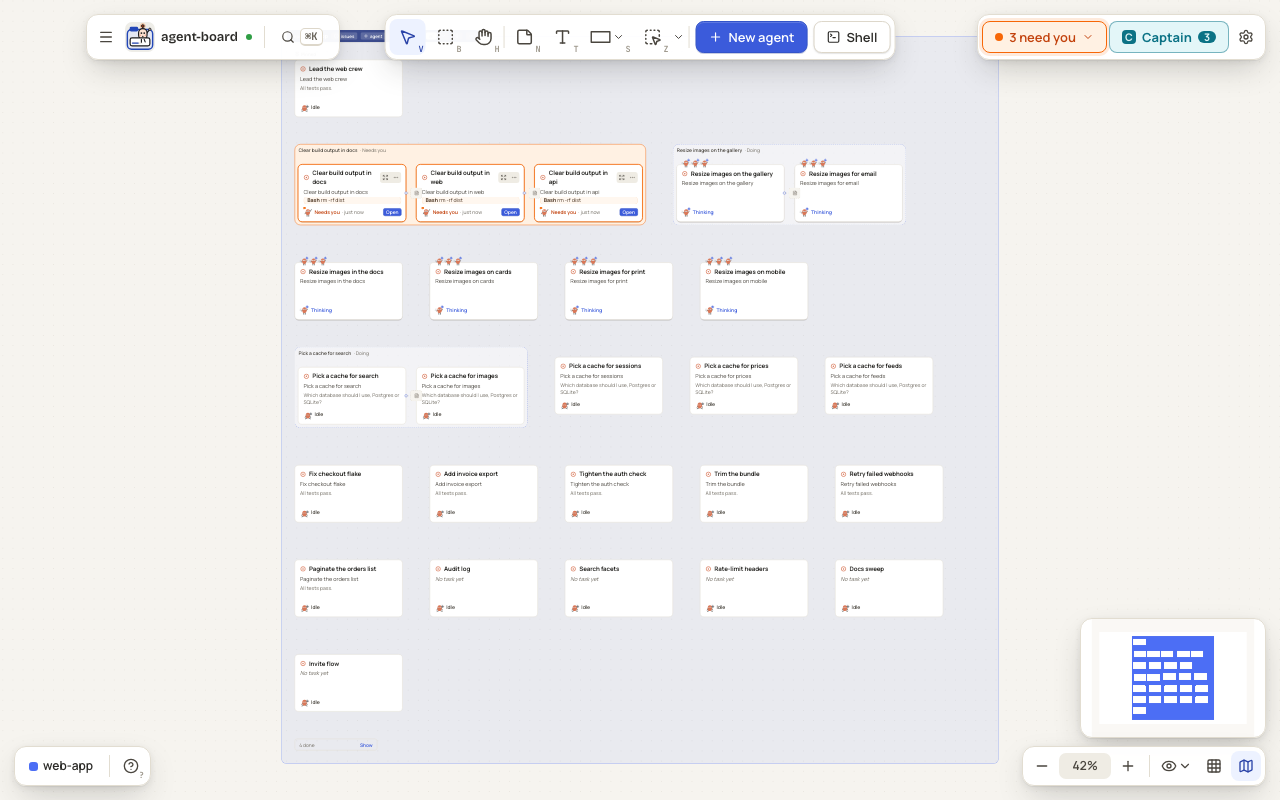 agent-board
⌘K
issues
+ agent
V
B
H
N
T
S
Z
+ New agent
Shell
3 need you
C Captain 3
Lead the web crew
Lead the web crew
All tests pass
Idle
Clear build output in docs · Needs you
Clear build output in docs
Clear build output in docs
Bash rm -rf dist
Needs you · just now
Open
Clear build output in web
Clear build output in web
Bash rm -rf dist
Needs you · just now
Open
Clear build output in api
Clear build output in api
Bash rm -rf dist
Needs you · just now
Open
Resize images on the gallery · Doing
Resize images on the gallery
Resize images on the gallery
Thinking
Resize images for email
Resize images for email
Thinking
Resize images in the docs
Resize images in the docs
Thinking
Resize images on cards
Resize images on cards
Thinking
Resize images for print
Resize images for print
Thinking
Resize images on mobile
Resize images on mobile
Thinking
Pick a cache for search · Doing
Pick a cache for search
Pick a cache for search
Which database should I use, Postgres or SQLite?
Idle
Pick a cache for images
Pick a cache for images
Which database should I use, Postgres or SQLite?
Idle
Pick a cache for sessions
Pick a cache for sessions
Which database should I use, Postgres or SQLite?
Idle
Pick a cache for prices
Pick a cache for prices
Which database should I use, Postgres or SQLite?
Idle
Pick a cache for feeds
Pick a cache for feeds
Which database should I use, Postgres or SQLite?
Idle
Fix checkout flake
Fix checkout flake
All tests pass
Idle
Add invoice export
Add invoice export
All tests pass
Idle
Tighten the auth check
Tighten the auth check
All tests pass
Idle
Trim the bundle
Trim the bundle
All tests pass
Idle
Retry failed webhooks
Retry failed webhooks
All tests pass
Idle
Paginate the orders list
Paginate the orders list
All tests pass
Idle
Audit log
No task yet
Idle
Search facets
No task yet
Idle
Rate-limit headers
No task yet
Idle
Docs sweep
No task yet
Idle
Invite flow
No task yet
Idle
done
Show
web-app
?
42%